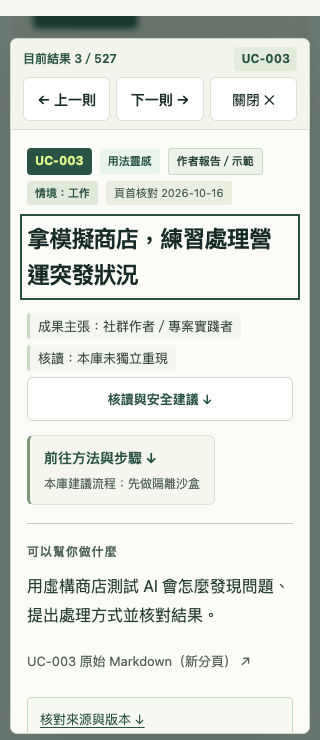 目前結果 3 / 527
UC-003
← 上一則
下一則 →
關閉 ×
UC-003
用法靈感
作者報告 / 示範
情境：工作
頁首核對 2026-10-16
拿模擬商店，練習處理營
運突發狀況
成果主張：社群作者 / 專案實踐者
核讀：本庫未獨立重現
核讀與安全建議 ↓
前往方法與步驟 ↓
本庫建議流程：先做隔離沙盒
可以幫你做什麼
用虛構商店測試 AI 會怎麼發現問題、
提出處理方式並核對結果。
UC-003 原始 Markdown（新分頁） ↗
核對來源與版本 ↓